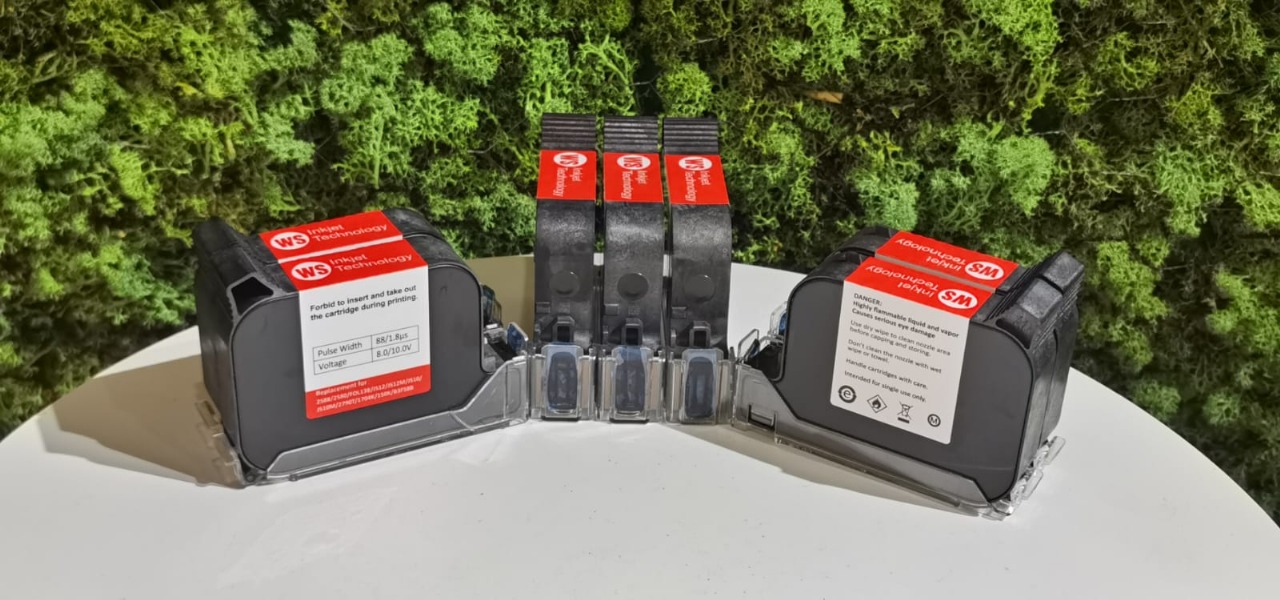 WS Inkjet
Technology
WS Inkjet
Technology
Forbid to insert and take out
the cartridge during printing.
Pulse Width 88/1.8μs
Voltage 8.0/10.0V
Replacement for
WS Inkjet
Technology
WS Inkjet
Technology
WS Inkjet
Technology
WS Inkjet
Technology
WS Inkjet
Technology
DANGER:
Highly flammable liquid and vapor
Causes serious eye damage
Use dry wipe to clean nozzle area
before capping and storing.
Don't clean the nozzle with wet
wipe or towel.
Handle cartridges with care.
Intended for single use only.
e
M